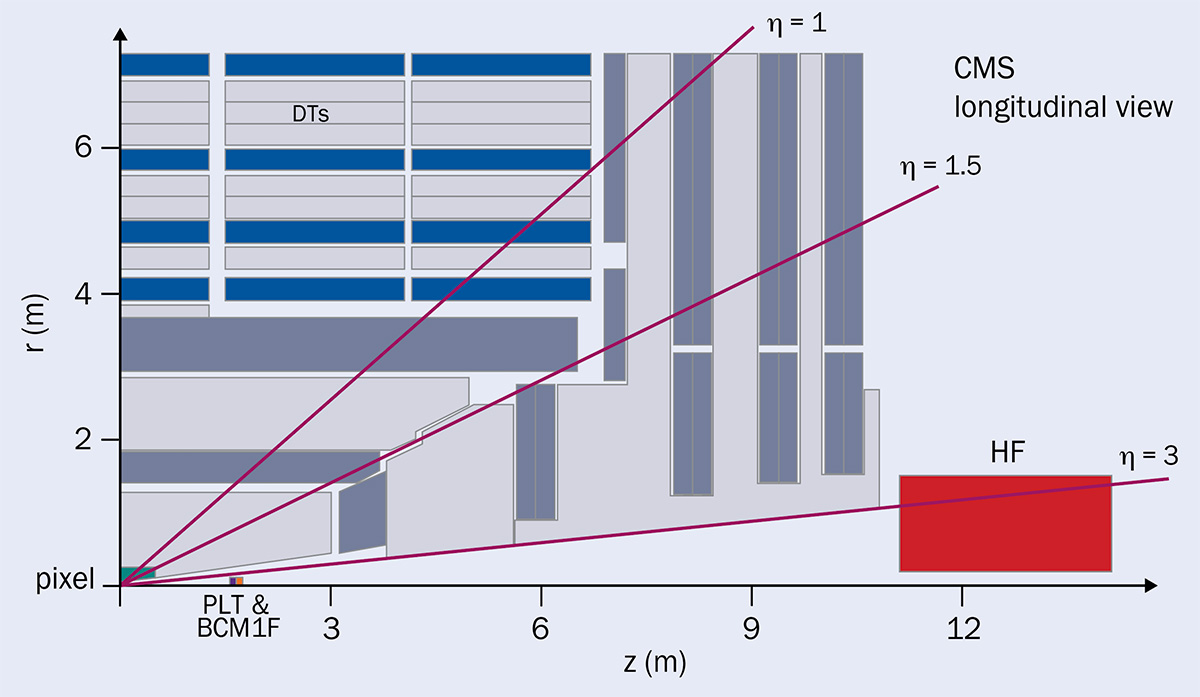 η = 1
CMS
longitudinal view
DTs
6
η = 1.5
4
r (m)
2
HF
η = 3
pixel
PLT &
BCM1F
3
6
9
12
z (m)